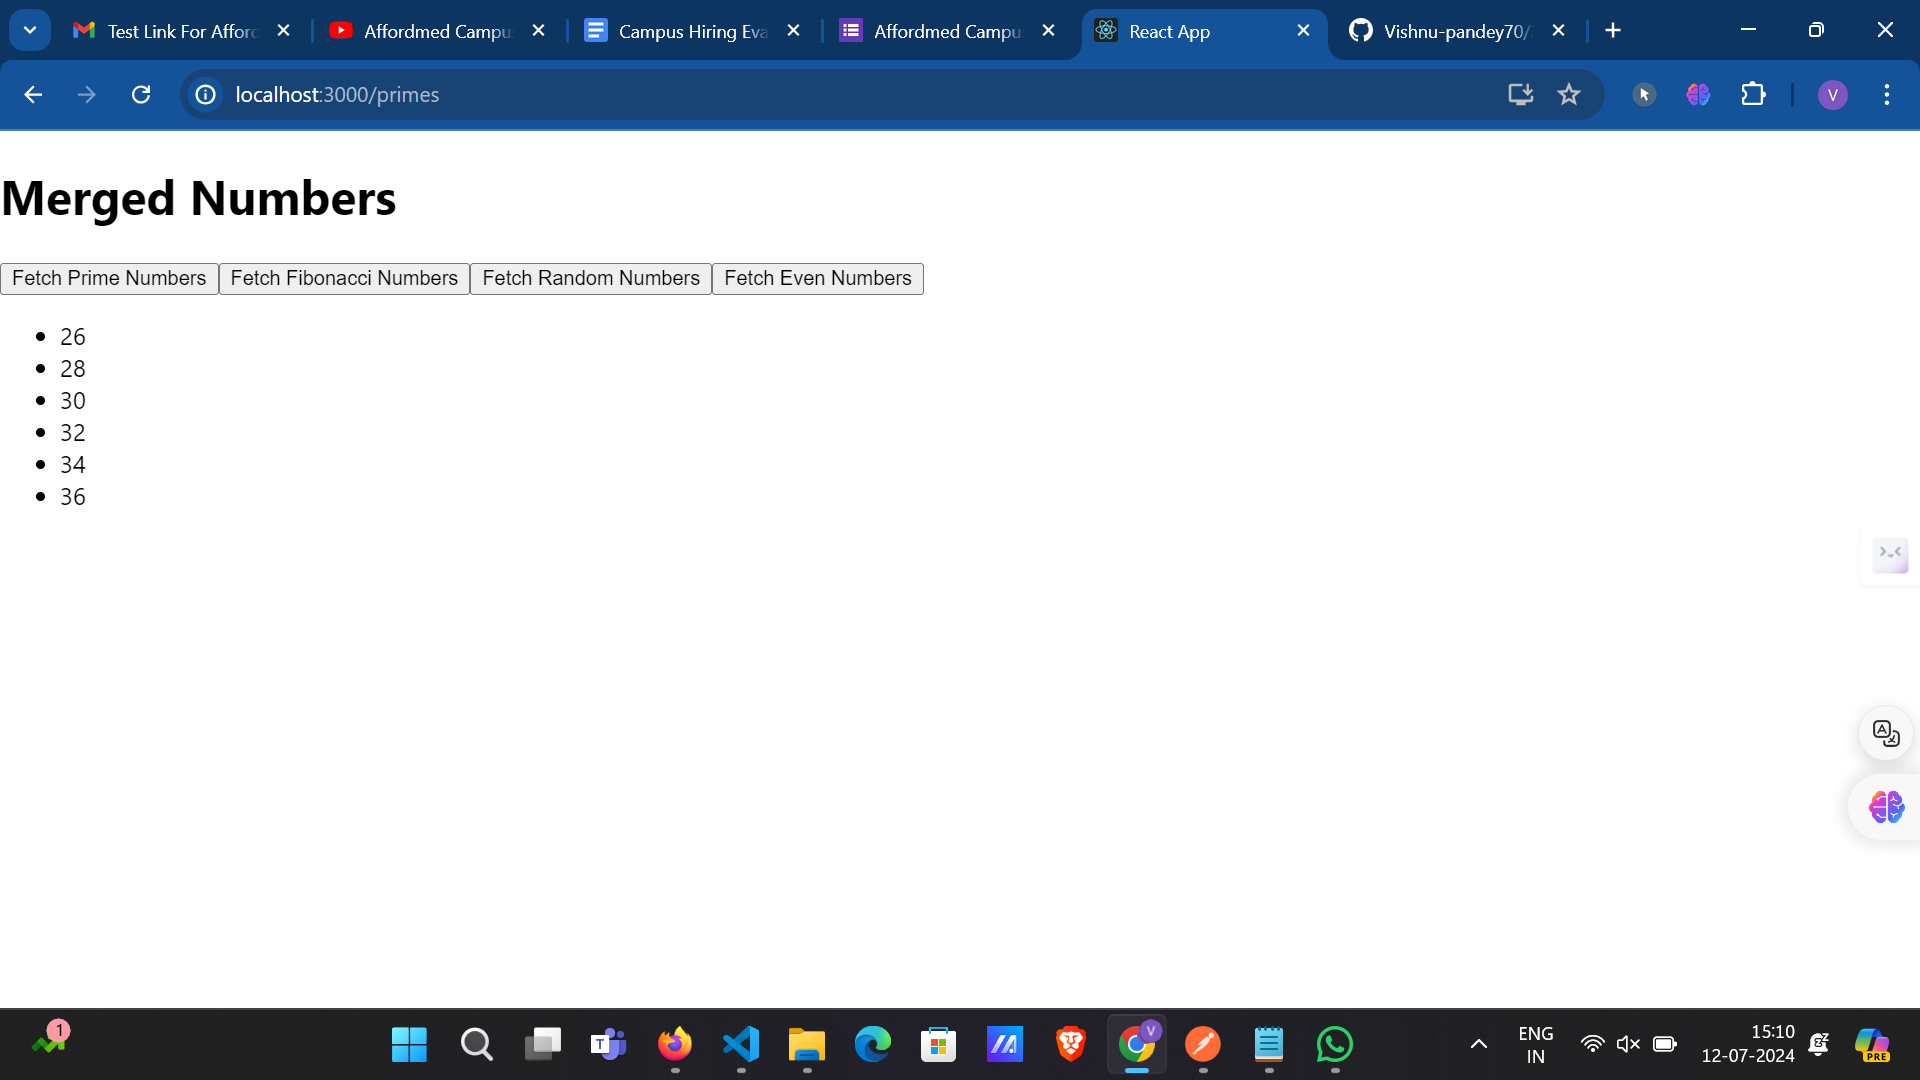 Test Link For Afford
Affordmed Campu
Campus Hiring Eva
Affordmed Campu
React App
Vishnu-pandey70/
localhost:3000/primes
V
Merged Numbers
Fetch Prime Numbers Fetch Fibonacci Numbers Fetch Random Numbers Fetch Even Numbers
26
28
30
32
34
36
1
T
V
ENG
IN
15:10
12-07-2024
PRE